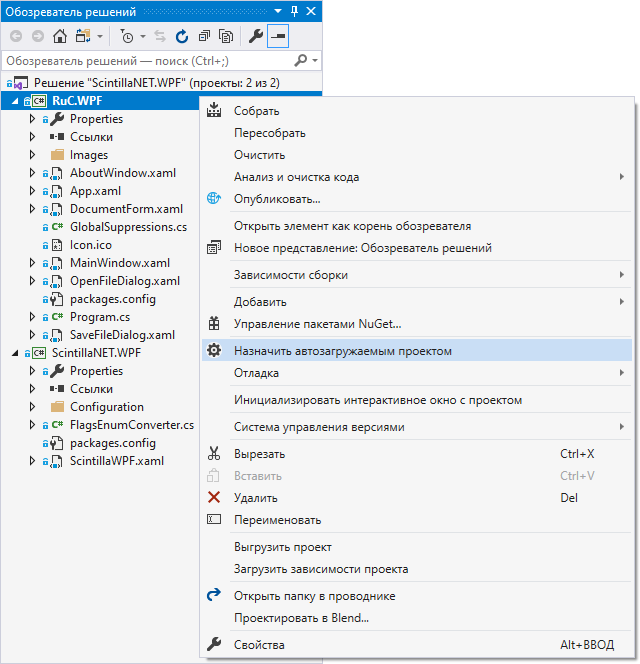 Обозреватель решений
Обозреватель решений — поиск (Ctrl+;)
Решение "ScintillaNET.WPF" (проекты: 2 из 2)
C# RuC.WPF
Properties
Ссылки
Images
AboutWindow.xaml
App.xaml
DocumentForm.xaml
C# GlobalSuppressions.cs
Icon.ico
MainWindow.xaml
OpenFileDialog.xaml
packages.config
C# Program.cs
SaveFileDialog.xaml
C# ScintillaNET.WPF
Properties
Ссылки
Configuration
C# FlagsEnumConverter.cs
packages.config
ScintillaWPF.xaml
Собрать
Пересобрать
Очистить
Анализ и очистка кода
Опубликовать...
Открыть элемент как корень обозревателя
Новое представление: Обозреватель решений
Зависимости сборки
Добавить
Управление пакетами NuGet...
Назначить автозагружаемым проектом
Отладка
Инициализировать интерактивное окно с проектом
Система управления версиями
Вырезать Ctrl+X
Вставить Ctrl+V
Удалить Del
Переименовать
Выгрузить проект
Загрузить зависимости проекта
Открыть папку в проводнике
Проектировать в Blend...
Свойства Alt+ВВОД